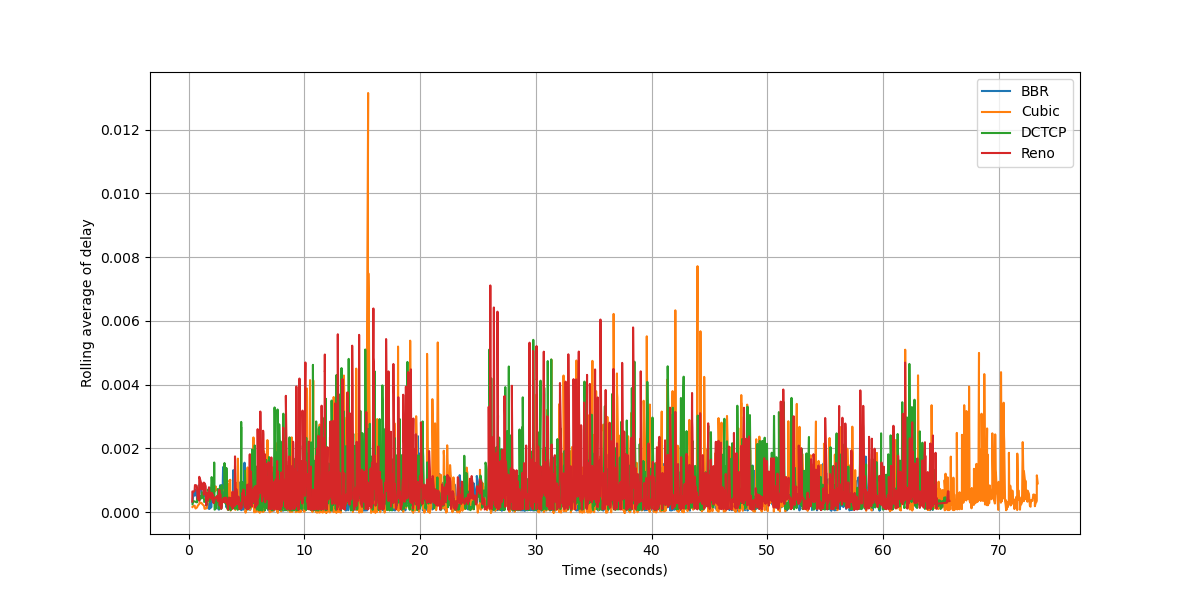 BBR
Cubic
DCTCP
Reno
0.012
0.010
0.008
0.006
0.004
0.002
0.000
Rolling average of delay
0 10 20 30 40 50 60 70
Time (seconds)